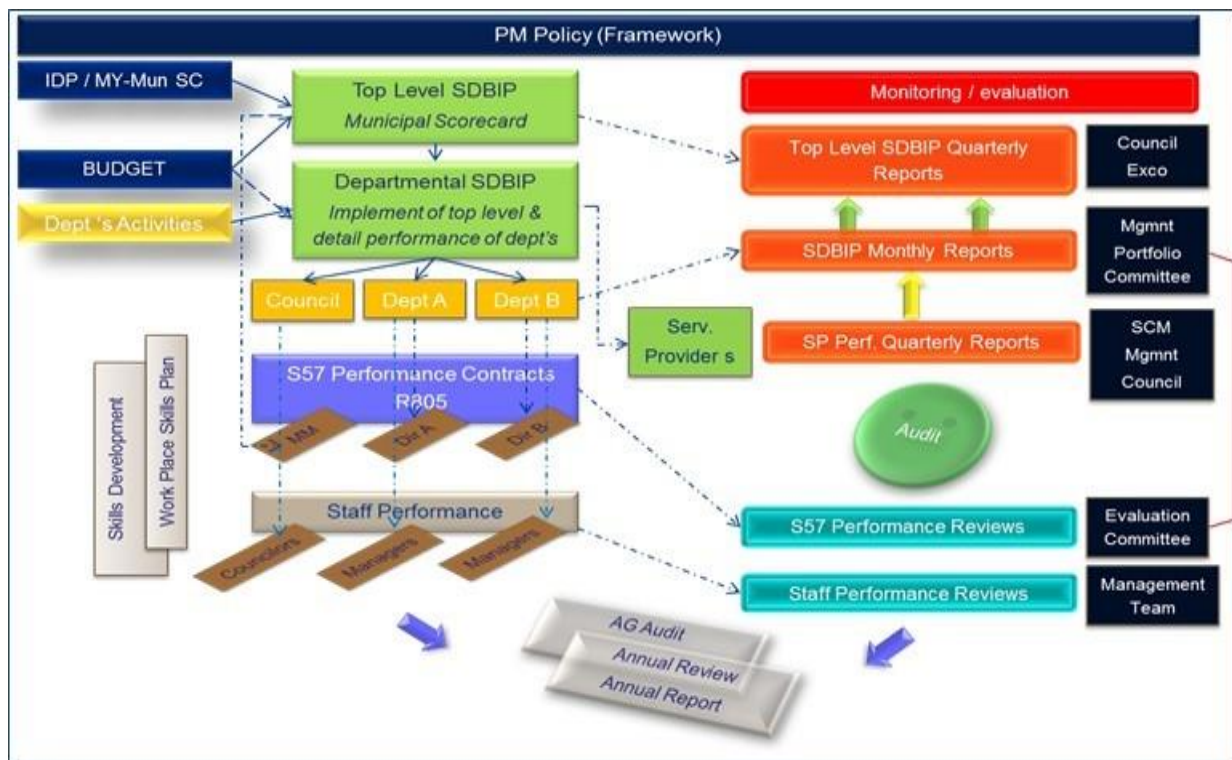 PM Policy (Framework)
IDP / MY-Mun SC
BUDGET
Dept 's Activities
Top Level SDBIP
Municipal Scorecard
Departmental SDBIP
Implement of top level &
detail performance of dept's
Council
Dept A
Dept B
Serv.
Provider s
S57 Performance Contracts
R805
MM
Dir A
Dir B
Staff Performance
Councilors
Managers
Managers
Skills Development
Work Place Skills Plan
Monitoring / evaluation
Top Level SDBIP Quarterly
Reports
Council
Exco
SDBIP Monthly Reports
Mgmnt
Portfolio
Committee
SP Perf. Quarterly Reports
SCM
Mgmnt
Council
Audit
S57 Performance Reviews
Evaluation
Committee
Staff Performance Reviews
Management
Team
AG Audit
Annual Review
Annual Report